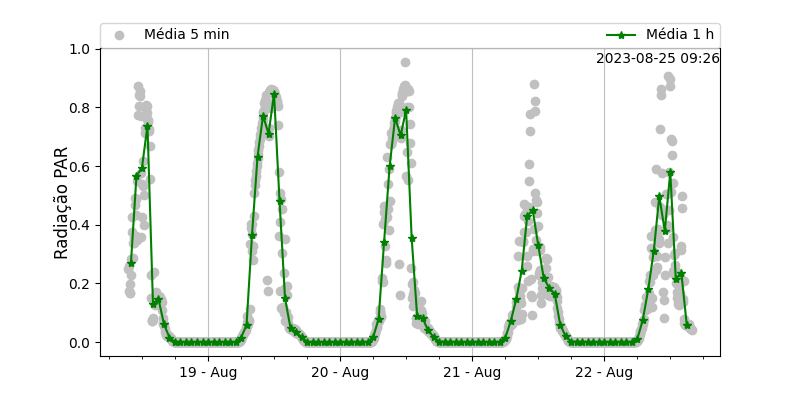 Média 5 min
Média 1 h
2023-08-25 09:26
Radiação PAR
1.0
0.8
0.6
0.4
0.2
0.0
19 - Aug
20 - Aug
21 - Aug
22 - Aug